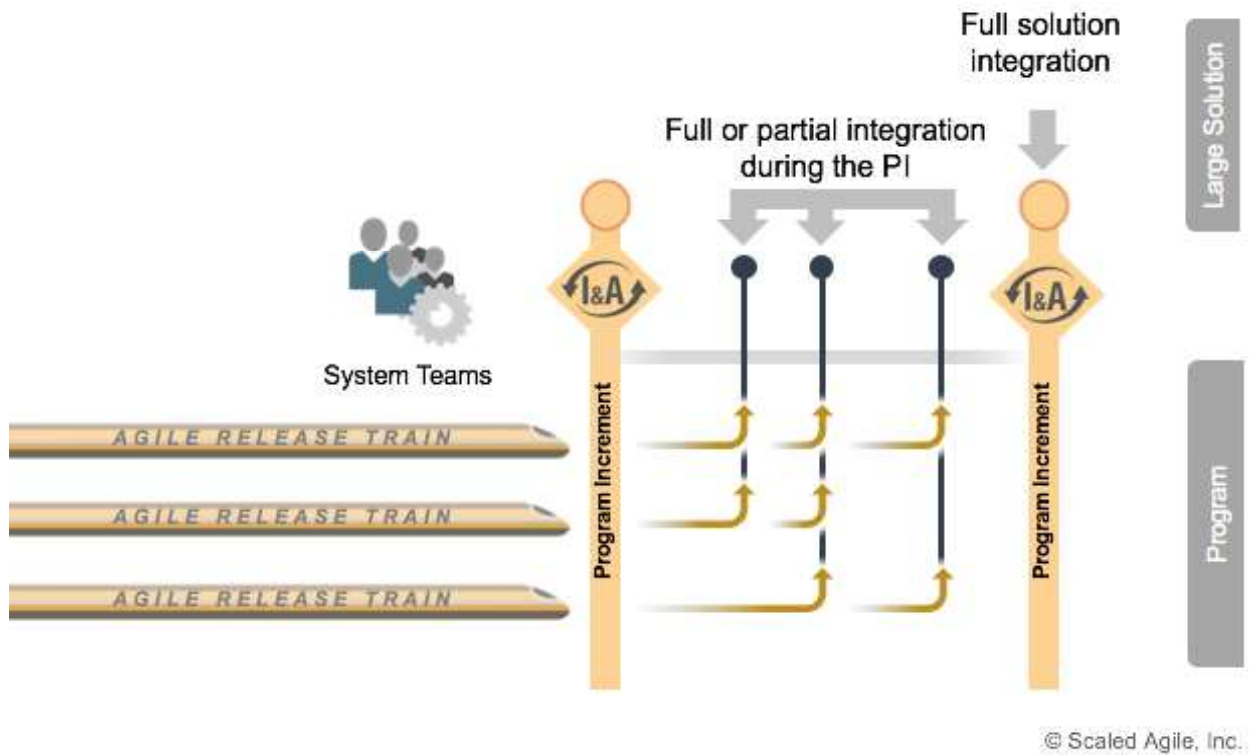 Full solution
integration
Full or partial integration
during the PI
Large Solution
I&A
I&A
System Teams
AGILE RELEASE TRAIN
AGILE RELEASE TRAIN
AGILE RELEASE TRAIN
Program Increment
Program Increment
Program
© Scaled Agile, Inc.